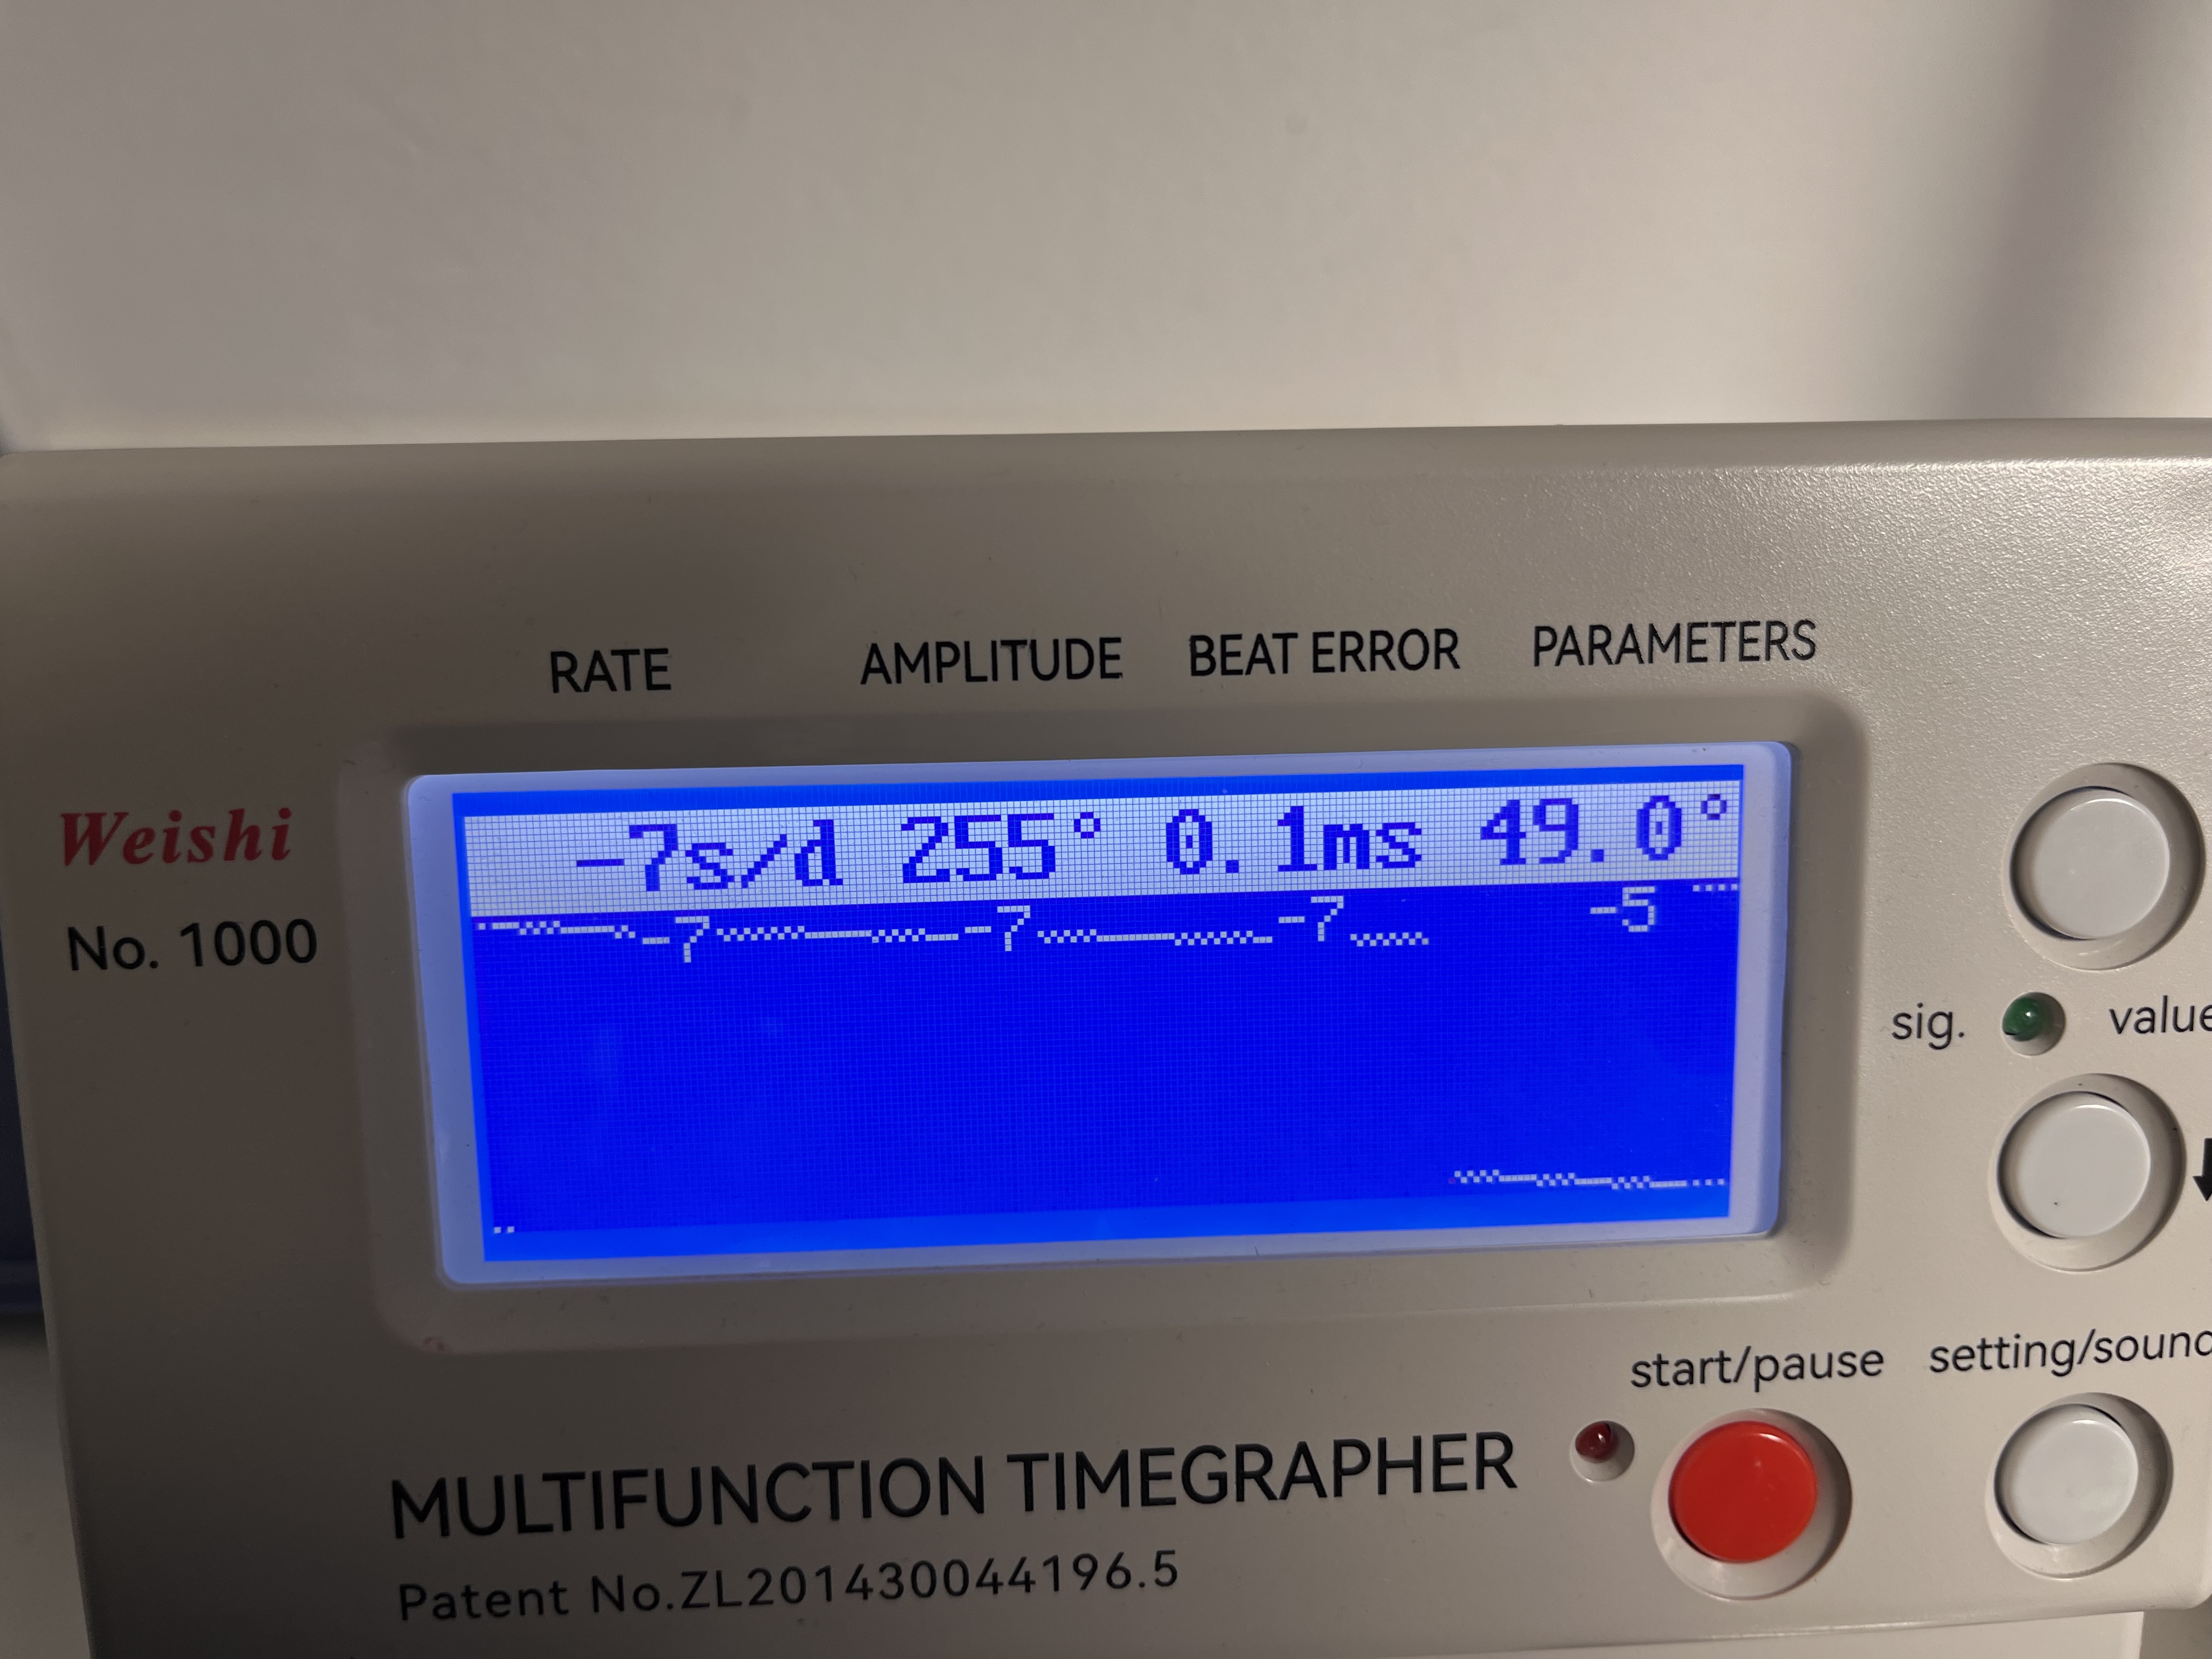 RATE AMPLITUDE BEAT ERROR PARAMETERS
-7s/d 255° 0.1ms 49.0°
-7 -7 -7 -5
Weishi
No. 1000
sig. value
start/pause setting/sound
MULTIFUNCTION TIMEGRAPHER
Patent No.ZL201430044196.5